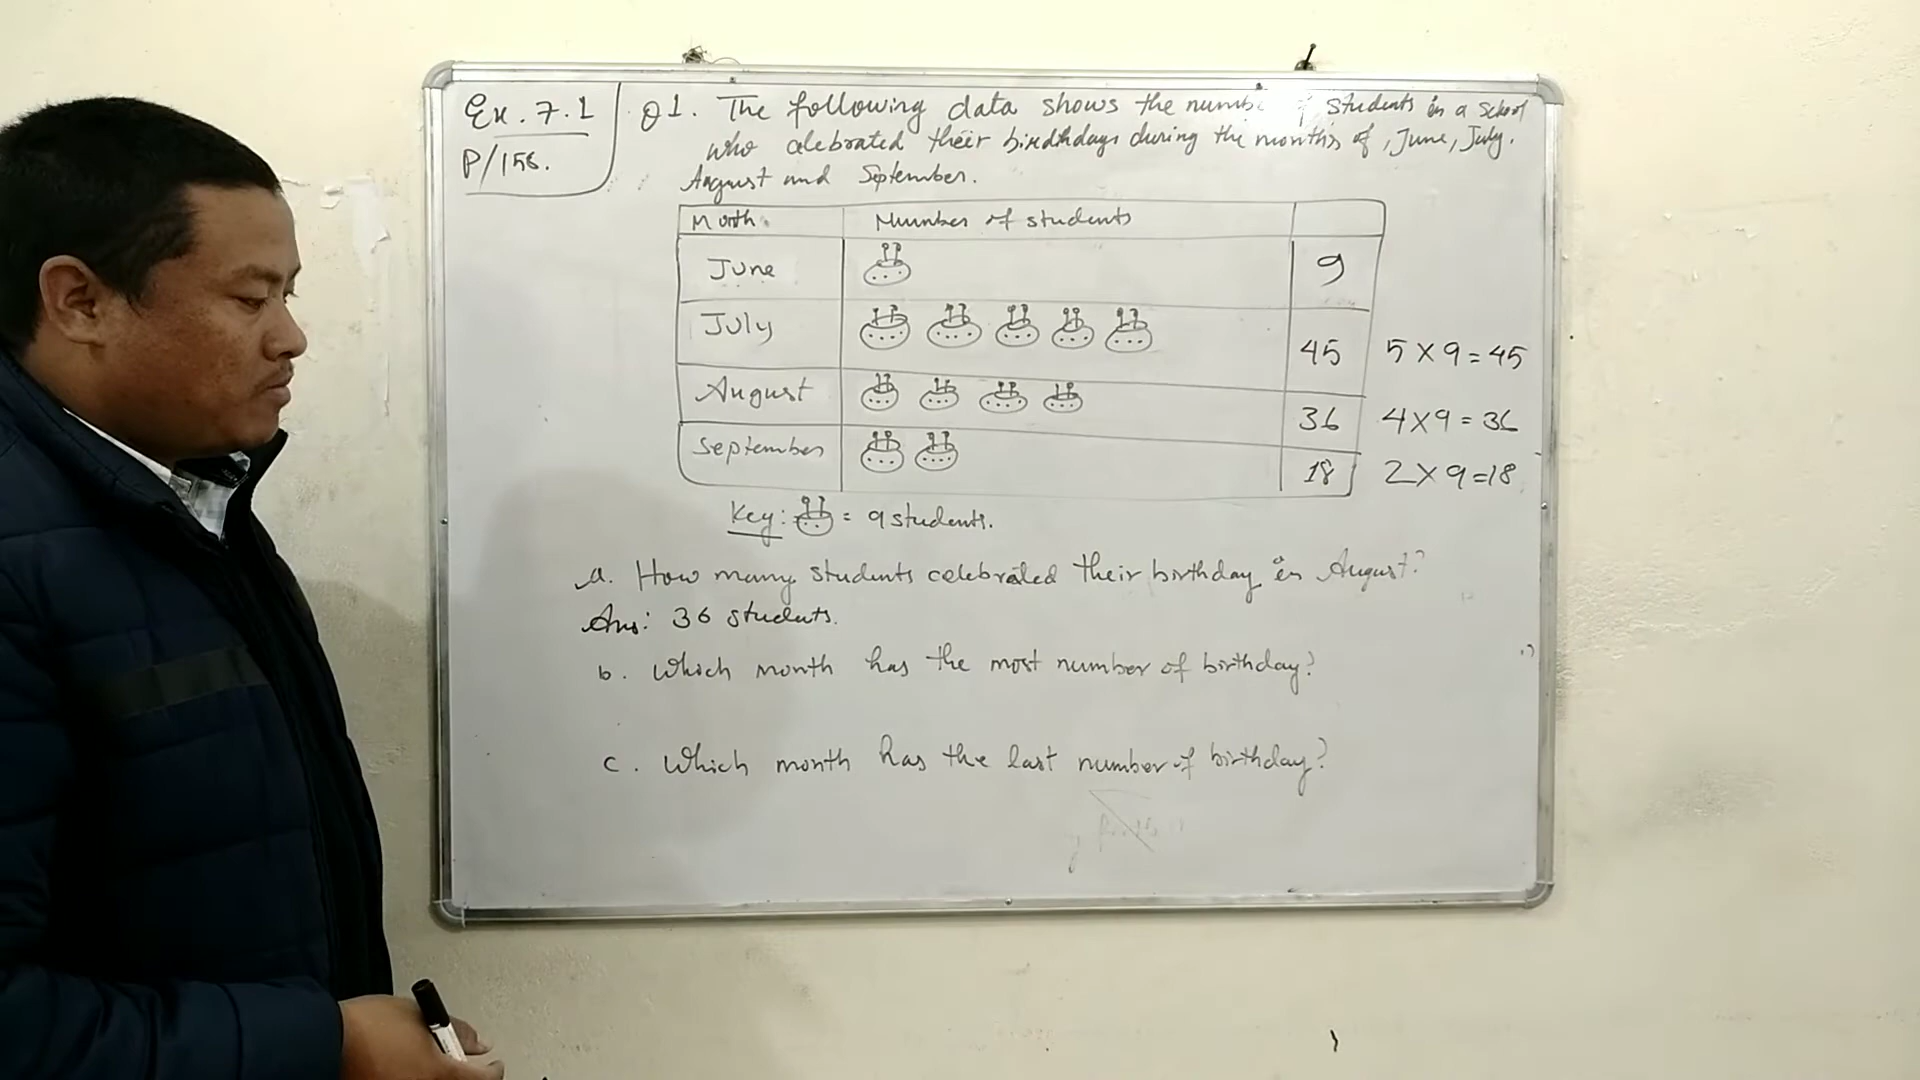 Ex. 7.1
P/156.
Q1. The following data shows the numbe of students in a school
who celebrated their birthdays during the months of , June, July.
August and September.
Month. Number of students
June 9
July 45 5 X 9 = 45
August 36 4 X 9 = 36
September 18 2 X 9 = 18
Key: = 9 students.
a. How many students celebrated their birthday in August?
Ans: 36 students.
b. Which month has the most number of birthday?
c. Which month has the last number of birthday?